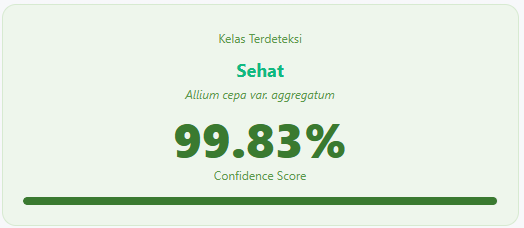 Kelas Terdeteksi
Sehat
Allium cepa var. aggregatum
99.83%
Confidence Score